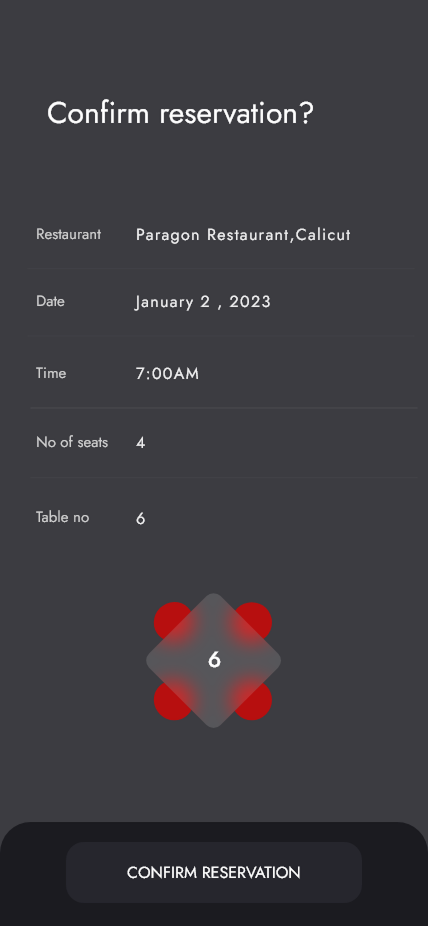 Confirm reservation?
Restaurant Paragon Restaurant,Calicut
Date January 2 , 2023
Time 7:00AM
No of seats 4
Table no 6
6
CONFIRM RESERVATION